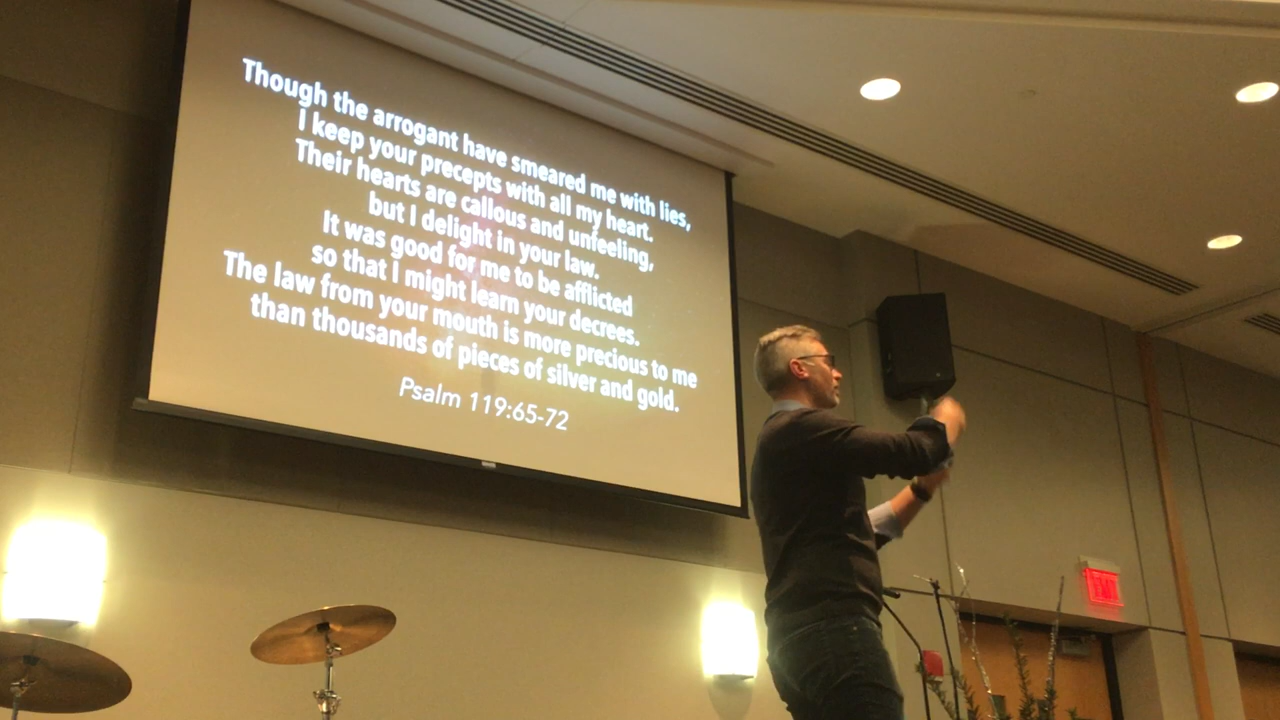 Though the arrogant have smeared me with lies,
I keep your precepts with all my heart.
Their hearts are callous and unfeeling,
but I delight in your law.
It was good for me to be afflicted
so that I might learn your decrees.
The law from your mouth is more precious to me
than thousands of pieces of silver and gold.
Psalm 119:65-72
EXIT